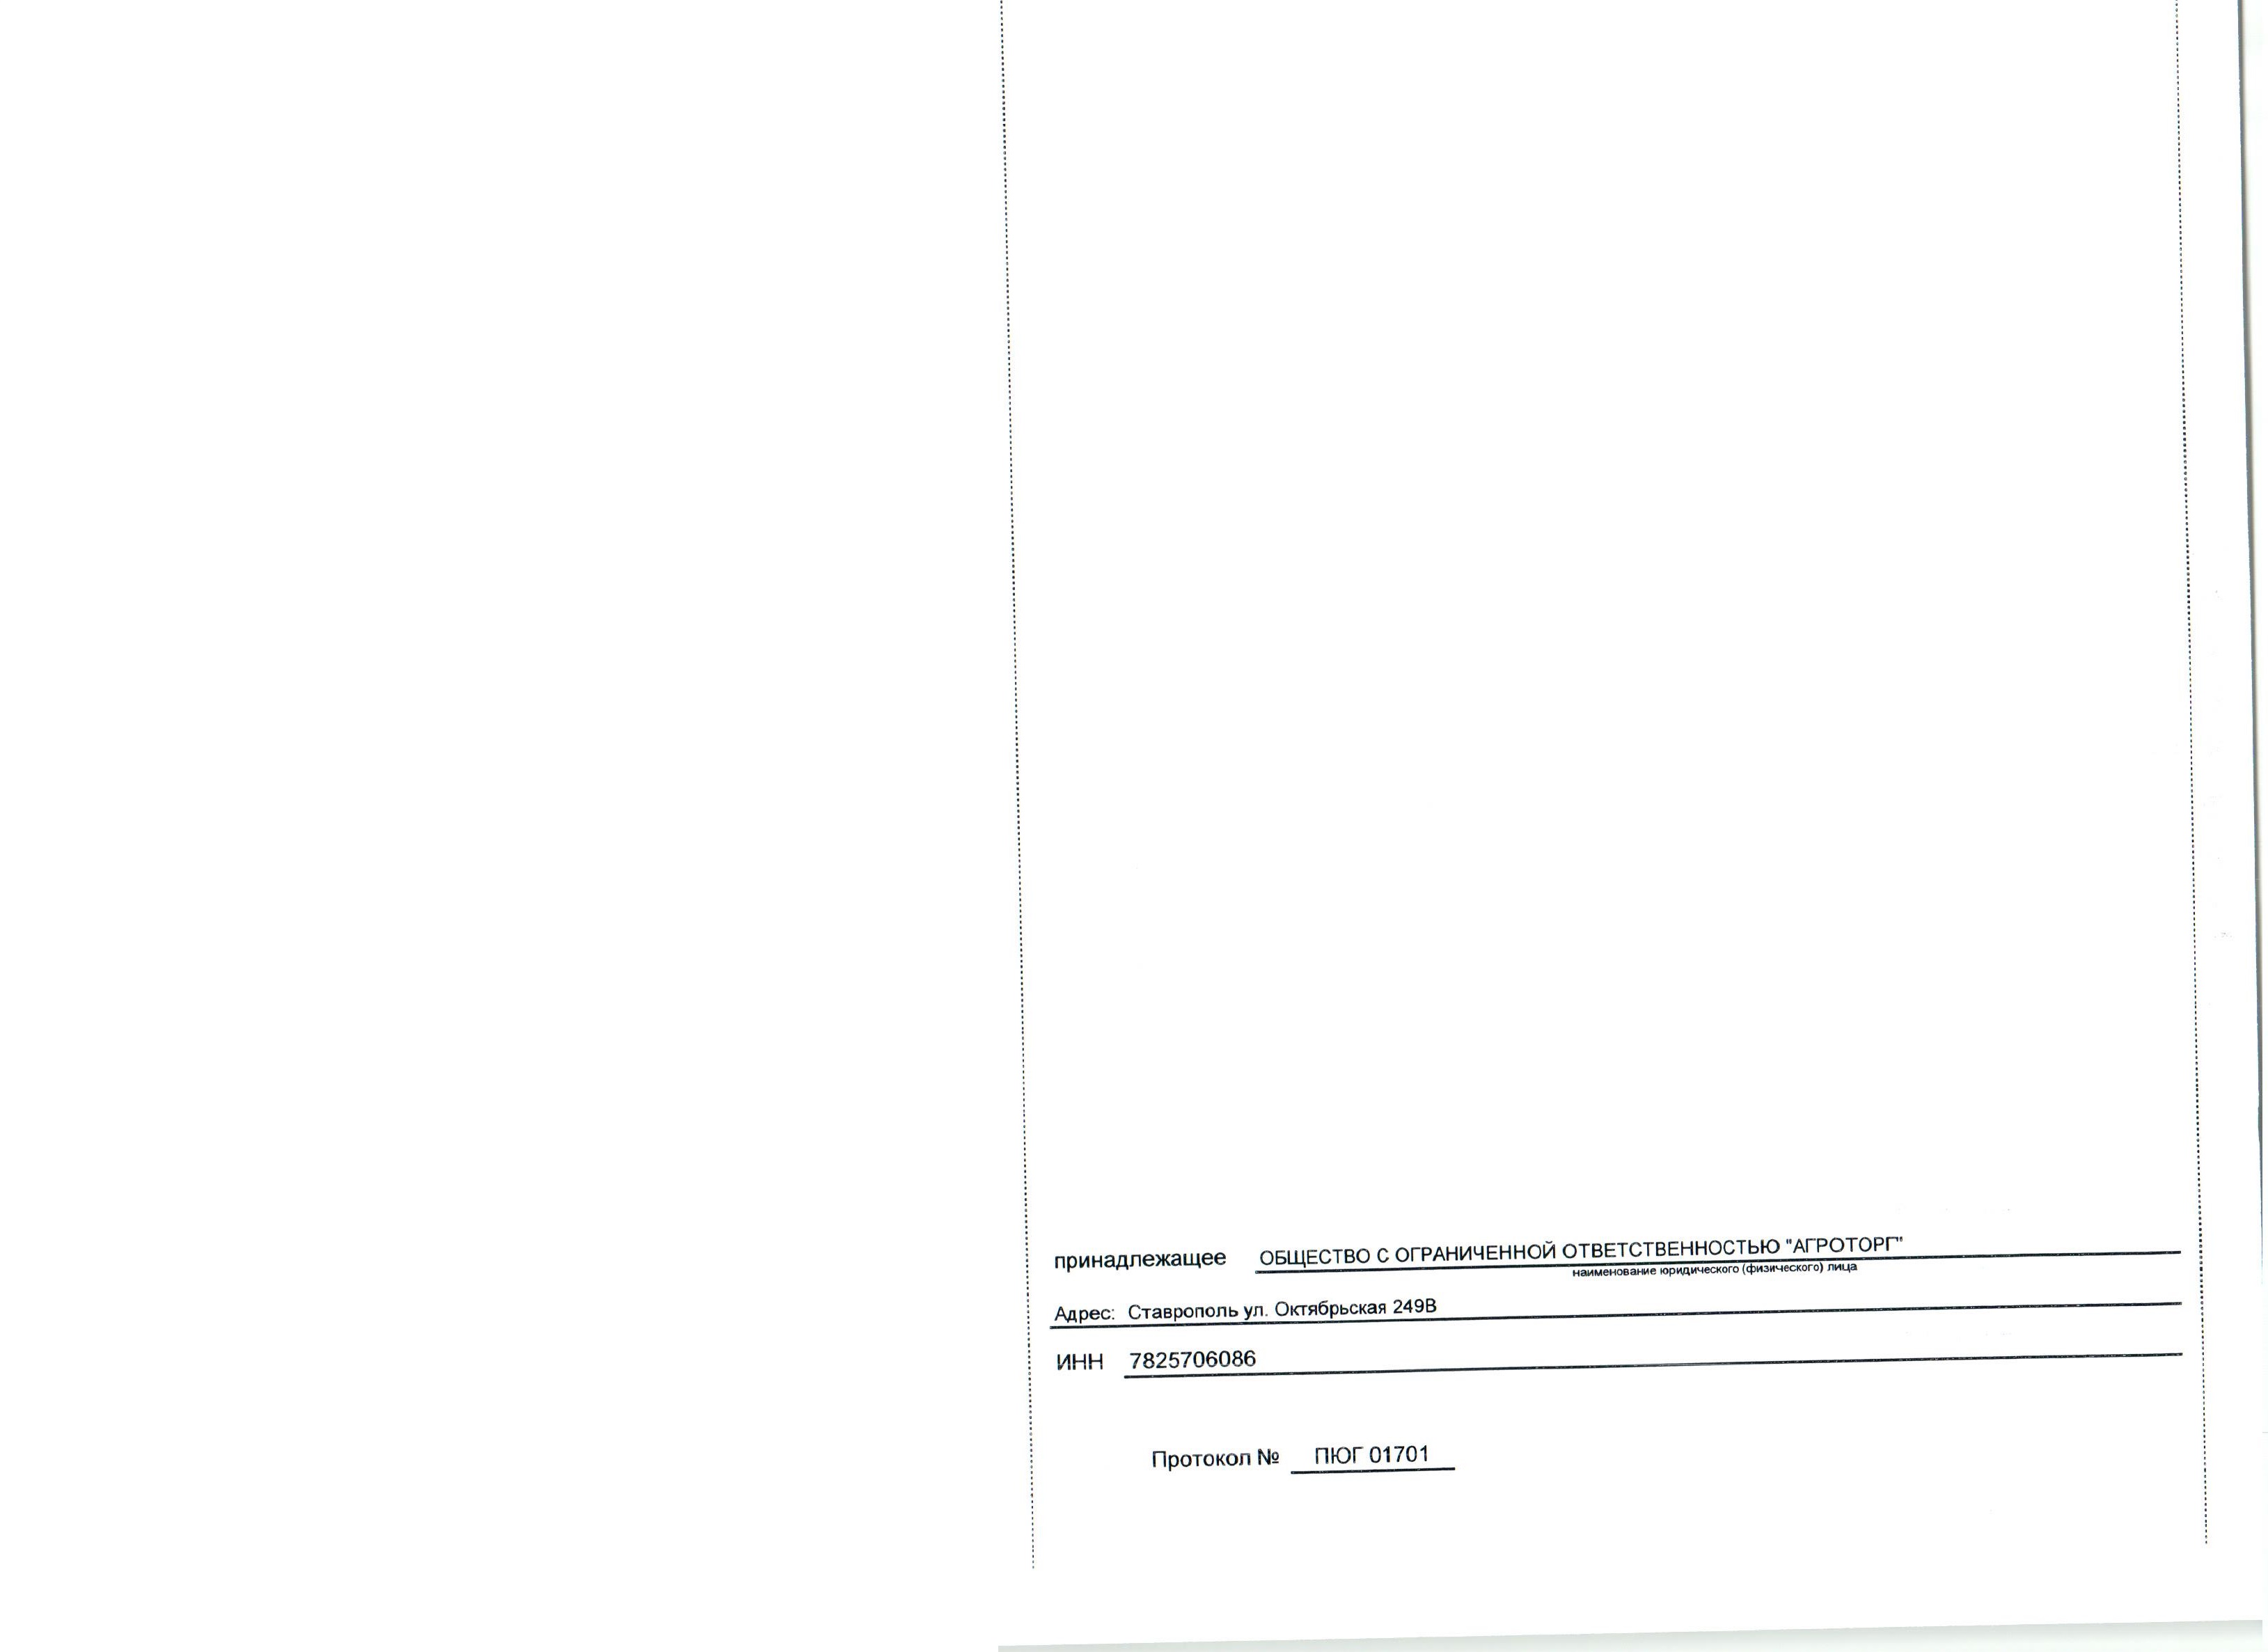 принадлежащее ОБЩЕСТВО С ОГРАНИЧЕННОЙ ОТВЕТСТВЕННОСТЬЮ "АГРОТОРГ"
наименование юридического (физического) лица
Адрес: Ставрополь ул. Октябрьская 249В
ИНН 7825706086
Протокол № ПЮГ 01701